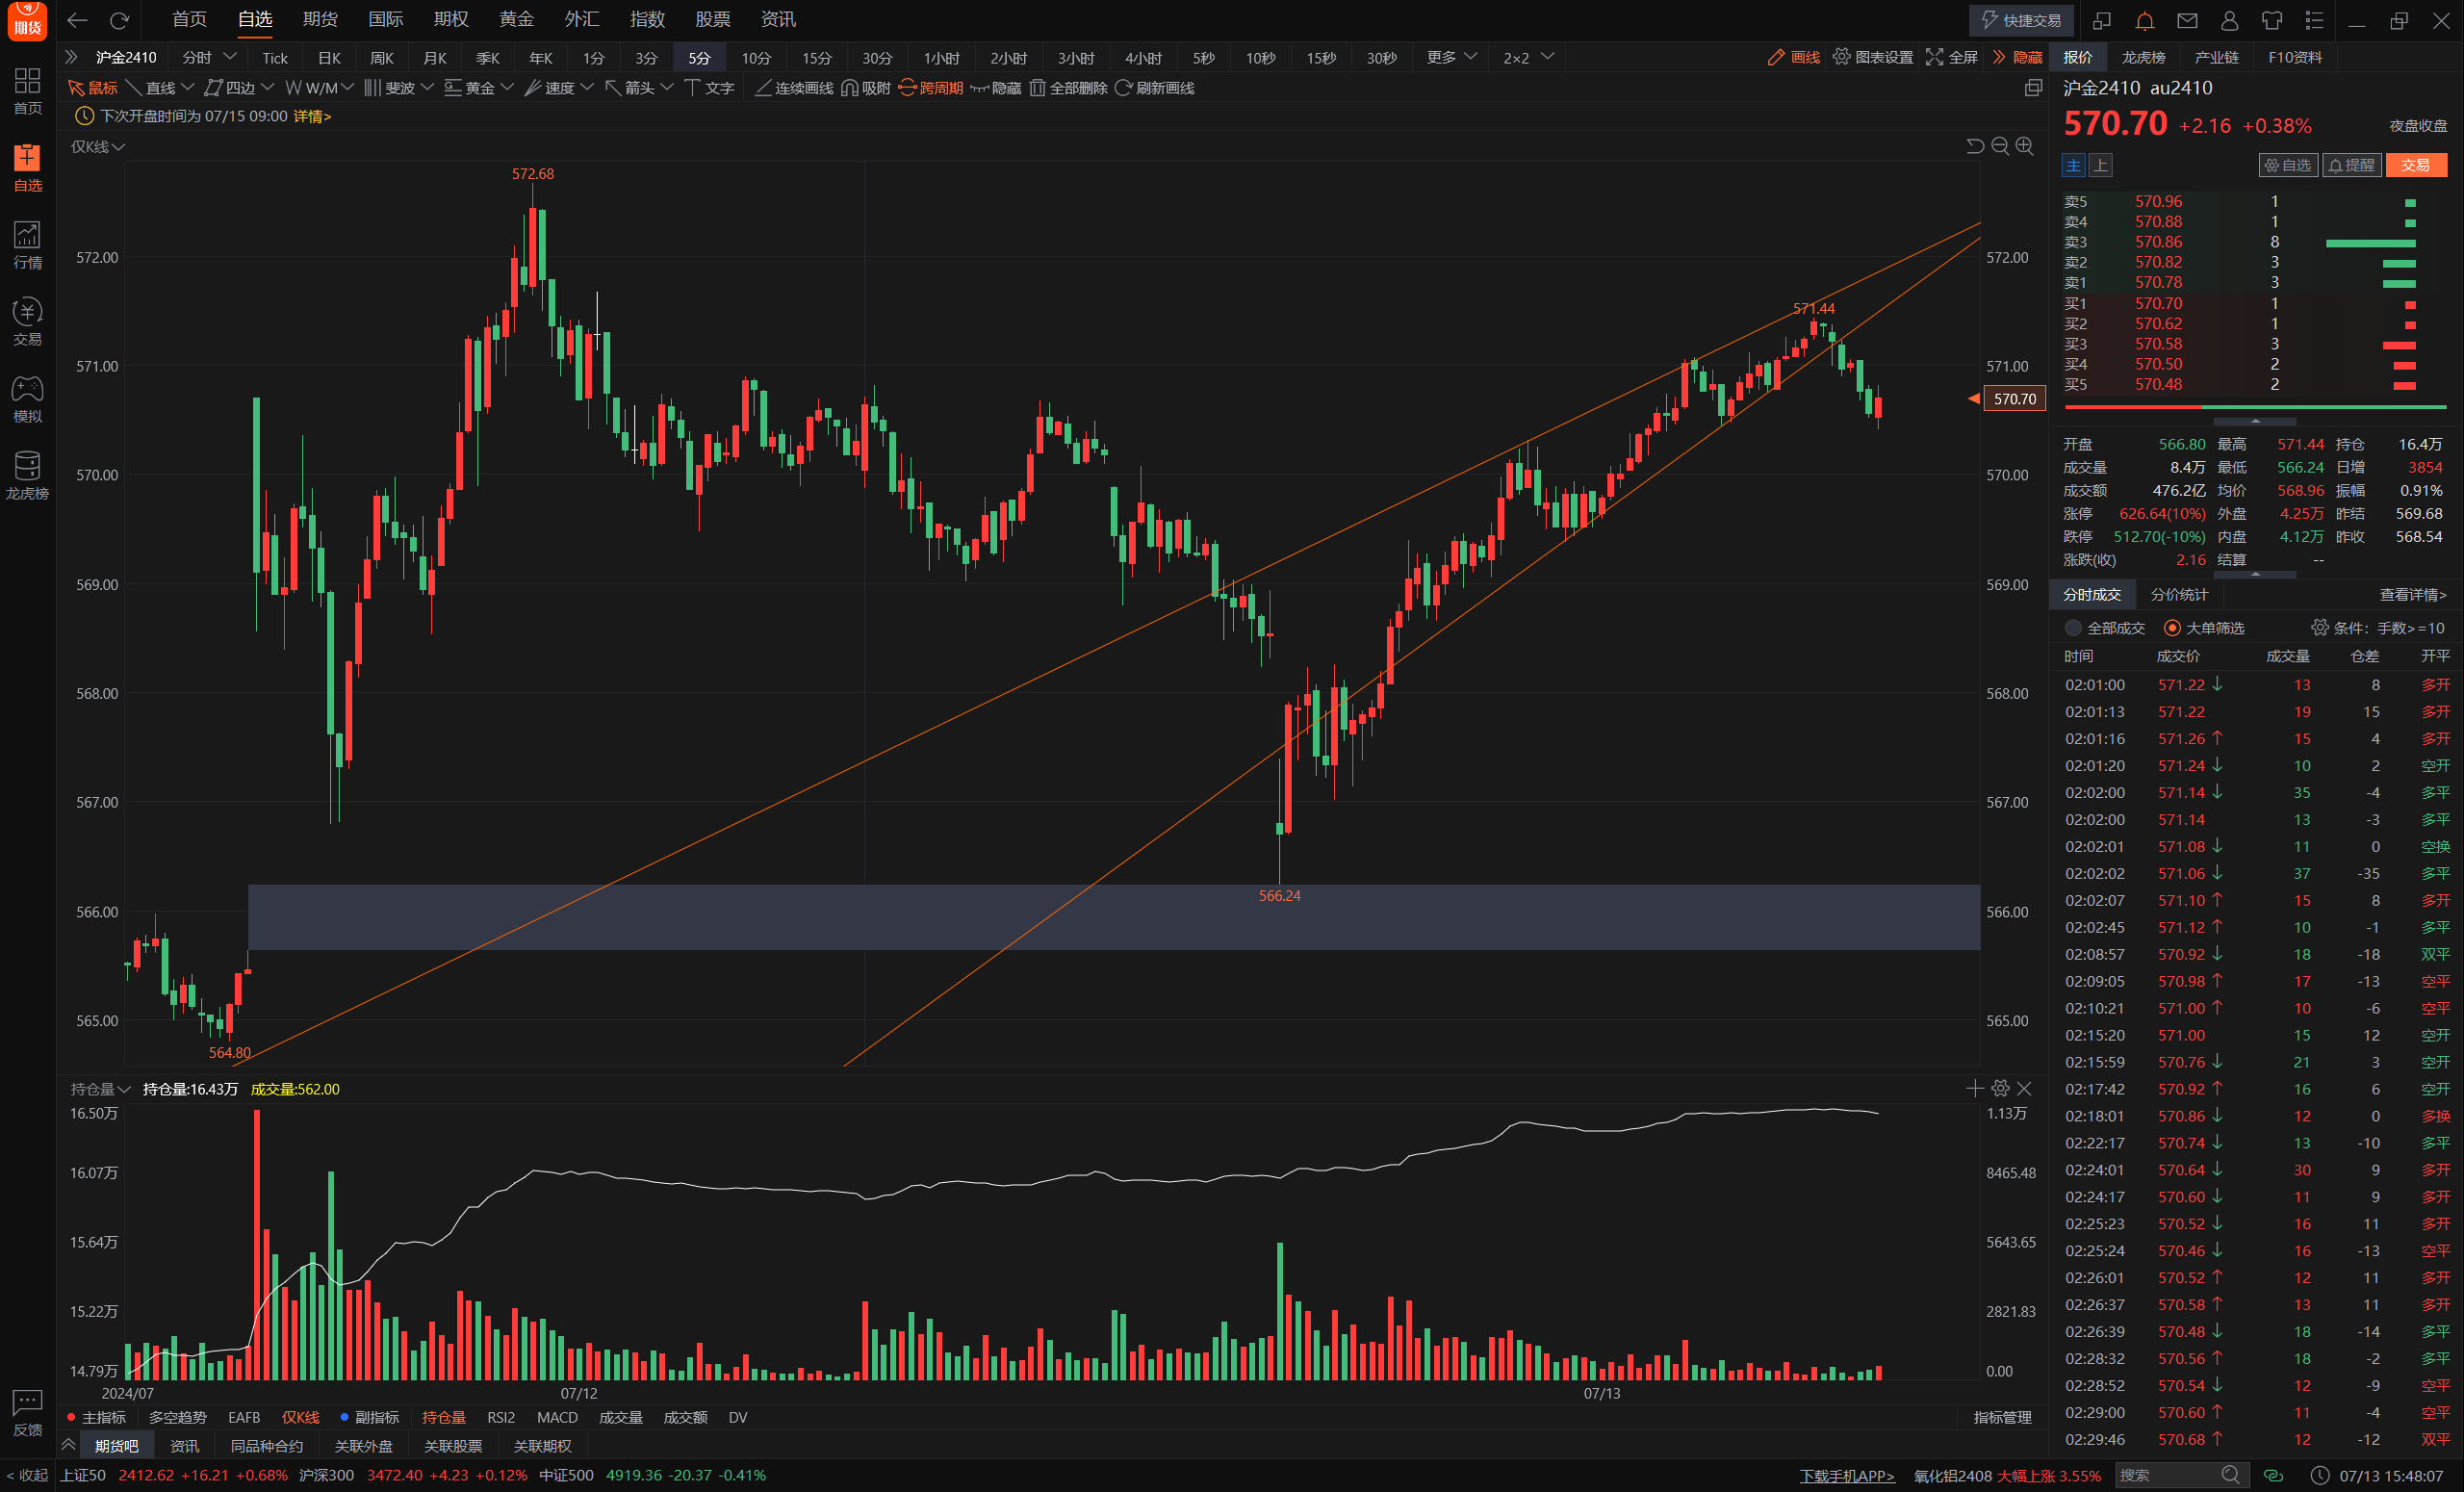 期货 首页 自选 期货 国际 期权 黄金 外汇 指数 股票 资讯 快捷交易
沪金2410 分时 Tick 日K 周K 月K 季K 年K 1分 3分 5分 10分 15分 30分 1小时 2小时 3小时 4小时 5秒 10秒 15秒 30秒 更多 2×2 画线 图表设置 全屏 隐藏 报价 龙虎榜 产业链 F10资料
鼠标 直线 四边 W/M 斐波 黄金 速度 箭头 文字 连续画线 吸附 跨周期 隐藏 全部删除 刷新画线
下次开盘时间为 07/15 09:00 详情>
仅K线
首页
自选
行情
交易
模拟
龙虎榜
反馈
572.68
572.00 572.00
571.44
571.00 571.00
570.70
570.00 570.00
569.00 569.00
568.00 568.00
567.00 567.00
566.24
566.00 566.00
565.00 565.00
564.80
持仓量 持仓量:16.43万 成交量:562.00
16.50万 1.13万
16.07万 8465.48
15.64万 5643.65
15.22万 2821.83
14.79万 0.00
2024/07 07/12 07/13
主指标 多空趋势 EAFB 仅K线 副指标 持仓量 RSI2 MACD 成交量 成交额 DV 指标管理
期货吧 资讯 同品种合约 关联外盘 关联股票 关联期权
沪金2410 au2410
570.70 +2.16 +0.38% 夜盘收盘
主 上 自选 提醒 交易
卖5 570.96 1
卖4 570.88 1
卖3 570.86 8
卖2 570.82 3
卖1 570.78 3
买1 570.70 1
买2 570.62 1
买3 570.58 3
买4 570.50 2
买5 570.48 2
开盘 566.80 最高 571.44 持仓 16.4万
成交量 8.4万 最低 566.24 日增 3854
成交额 476.2亿 均价 568.96 振幅 0.91%
涨停 626.64(10%) 外盘 4.25万 昨结 569.68
跌停 512.70(-10%) 内盘 4.12万 昨收 568.54
涨跌(收) 2.16 结算 --
分时成交 分价统计 查看详情>
全部成交 大单筛选 条件: 手数>=10
时间 成交价 成交量 仓差 开平
02:01:00 571.22↓ 13 8 多开
02:01:13 571.22 19 15 多开
02:01:16 571.26↑ 15 4 多开
02:01:20 571.24↓ 10 2 空开
02:02:00 571.14↓ 35 -4 多平
02:02:00 571.14 13 -3 多平
02:02:01 571.08↓ 11 0 空换
02:02:02 571.06↓ 37 -35 多平
02:02:07 571.10↑ 15 8 多开
02:02:45 571.12↑ 10 -1 多平
02:08:57 570.92↓ 18 -18 双平
02:09:05 570.98↑ 17 -13 空平
02:10:21 571.00↑ 10 -6 空平
02:15:20 571.00 15 12 空开
02:15:59 570.76↓ 21 3 空开
02:17:42 570.92↑ 16 6 空开
02:18:01 570.86↓ 12 0 多换
02:22:17 570.74↓ 13 -10 多平
02:24:01 570.64↓ 30 9 多开
02:24:17 570.60↓ 11 9 多开
02:25:23 570.52↓ 16 11 多开
02:25:24 570.46↓ 16 -13 空平
02:26:01 570.52↑ 12 11 多开
02:26:37 570.58↑ 13 11 多开
02:26:39 570.48↓ 18 -14 多平
02:28:32 570.56↑ 18 -2 多平
02:28:52 570.54↓ 12 -9 空平
02:29:00 570.60↑ 11 -4 空平
02:29:46 570.68↑ 12 -12 双平
< 收起 上证50 2412.62 +16.21 +0.68% 沪深300 3472.40 +4.23 +0.12% 中证500 4919.36 -20.37 -0.41% 下载手机APP> 氧化铝2408 大幅上涨 3.55% 搜索 07/13 15:48:07